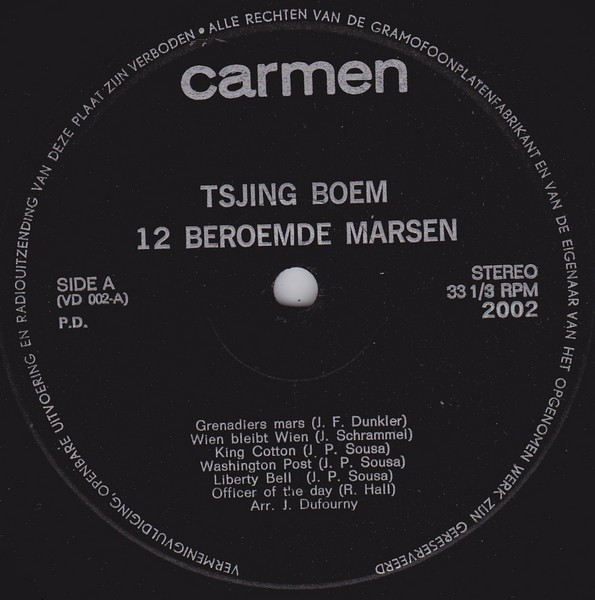 VERMENIGVULDIGING, OPENBARE UITVOERING EN RADIOUITZENDING VAN DEZE PLAAT ZIJN VERBODEN • ALLE RECHTEN VAN DE GRAMOFOONPLATENFABRIKANT EN VAN DE EIGENAAR VAN HET OPGENOMEN WERK ZIJN GERESERVEERD
carmen
TSJING BOEM
12 BEROEMDE MARSEN
SIDE A
(VD 002-A)
P.D.
STEREO
33 1/3 RPM
2002
Grenadiers mars (J. F. Dunkler)
Wien bleibt Wien (J. Schrammel)
King Cotton (J. P. Sousa)
Washington Post (J. P. Sousa)
Liberty Bell (J. P. Sousa)
Officer of the day (R. Hall)
Arr. J. Dufourny